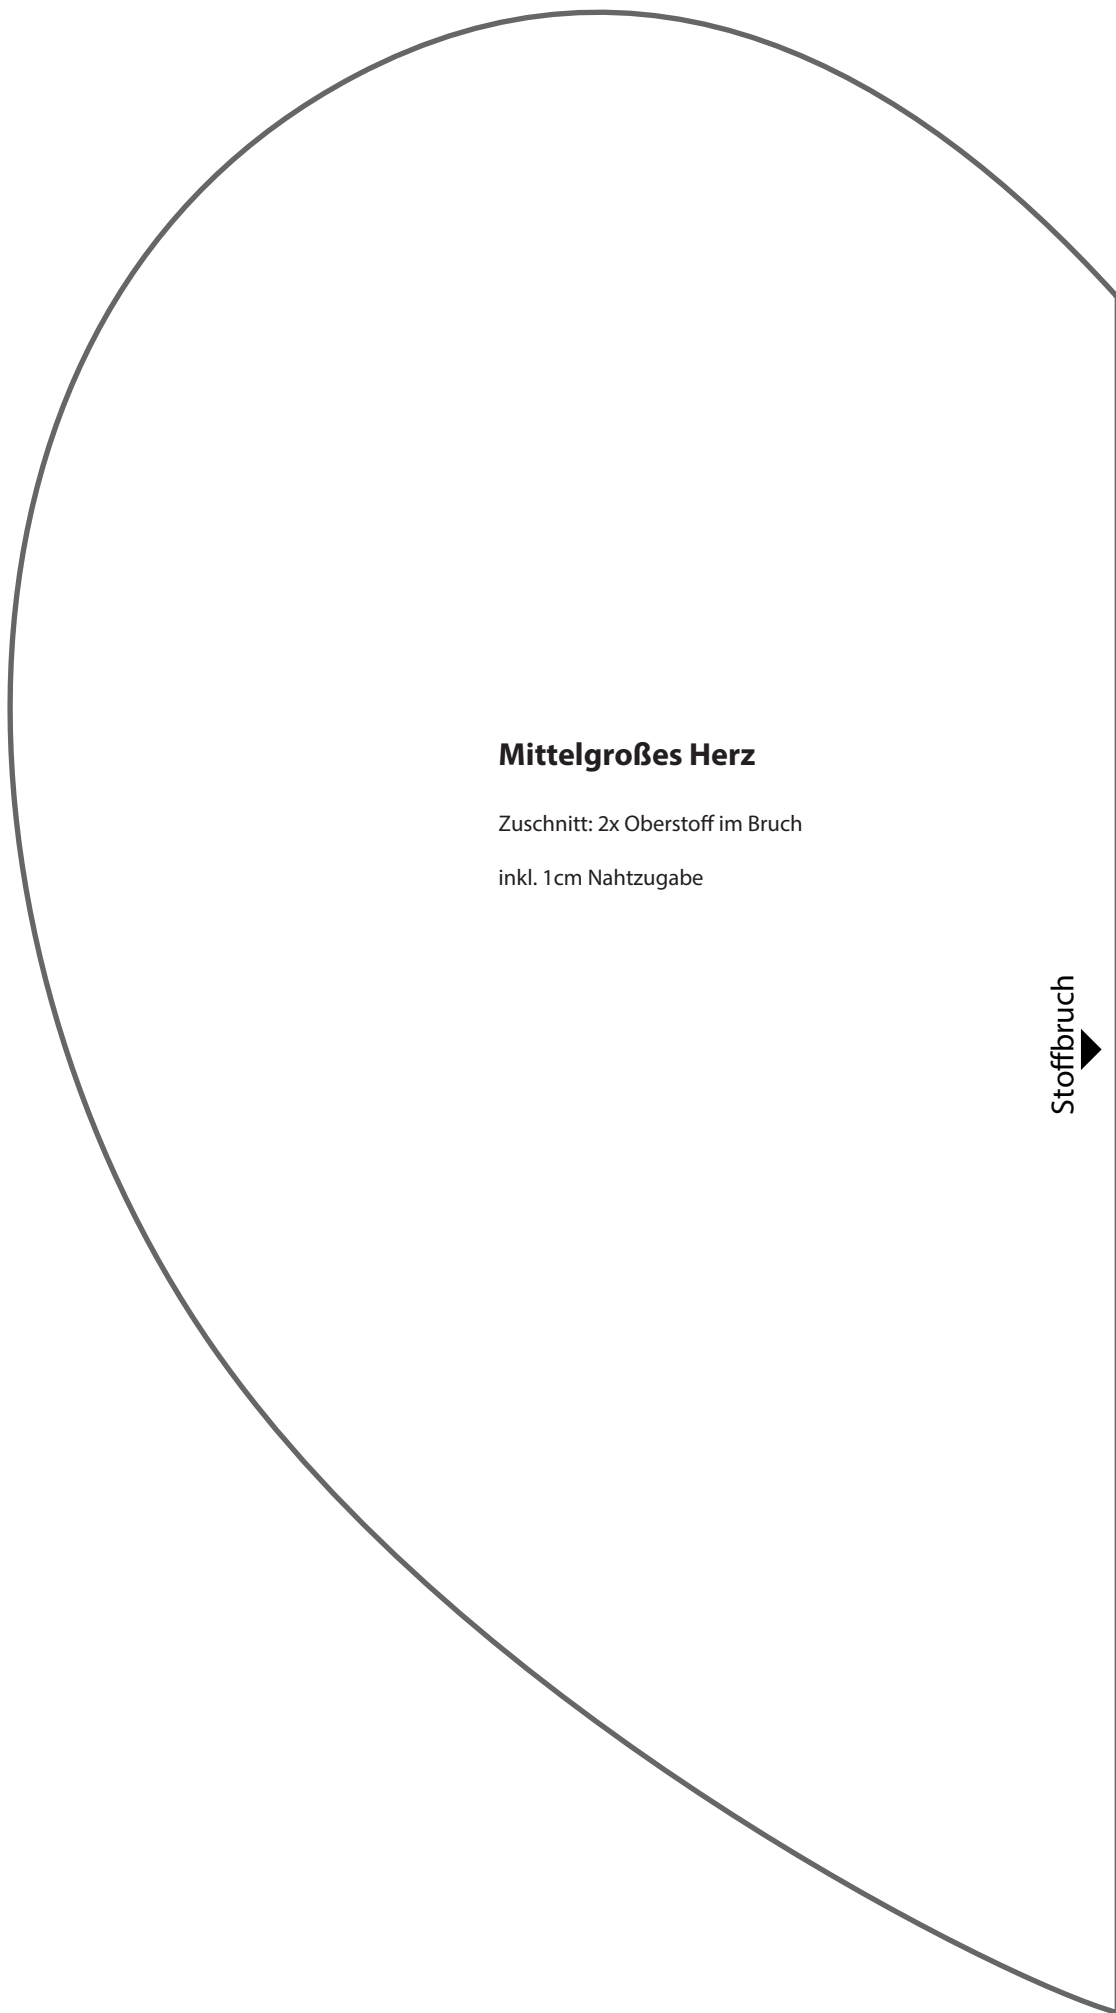 Mittelgroßes Herz
Zuschnitt: 2x Oberstoff im Bruch
inkl. 1cm Nahtzugabe
Stoffbruch